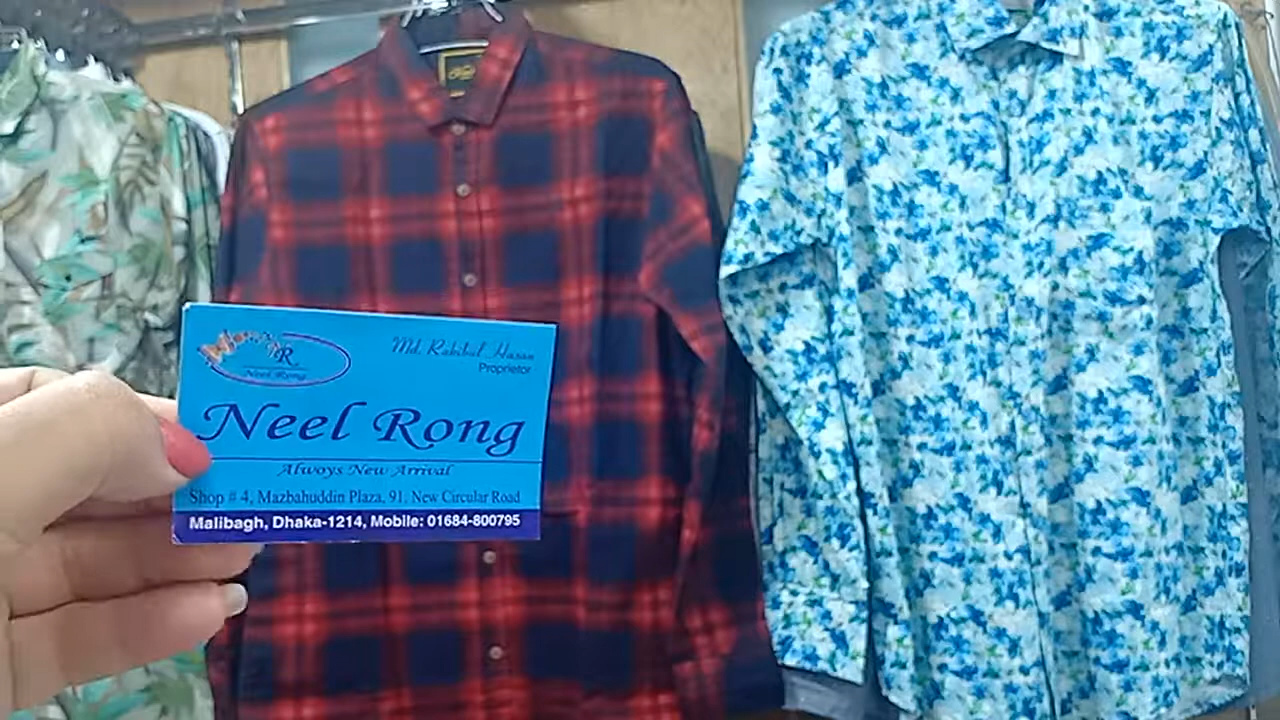 R
Neel Rong
Md. Rakibul Hasan
Proprietor
Neel Rong
Always New Arrival
Shop # 4, Mazbahuddin Plaza, 91, New Circular Road
Malibagh, Dhaka-1214, Mobile: 01684-800795